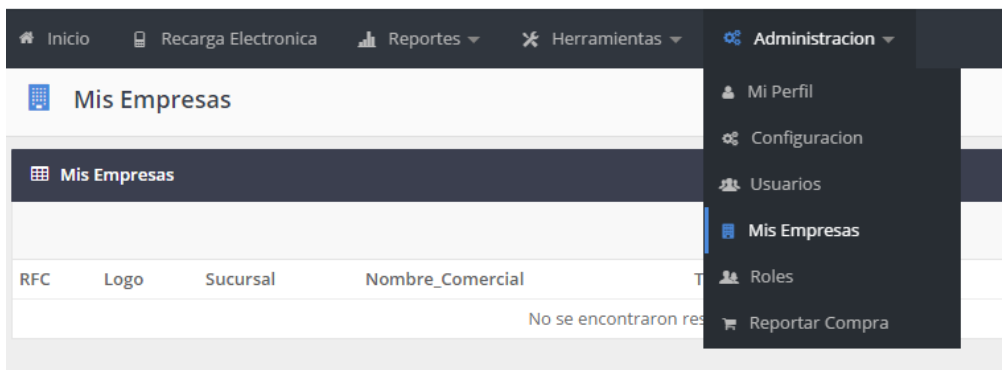 Inicio Recarga Electronica Reportes Herramientas Administracion
Mis Empresas
Mi Perfil
Configuracion
Mis Empresas
Usuarios
Mis Empresas
RFC Logo Sucursal Nombre_Comercial T
Roles
No se encontraron res
Reportar Compra